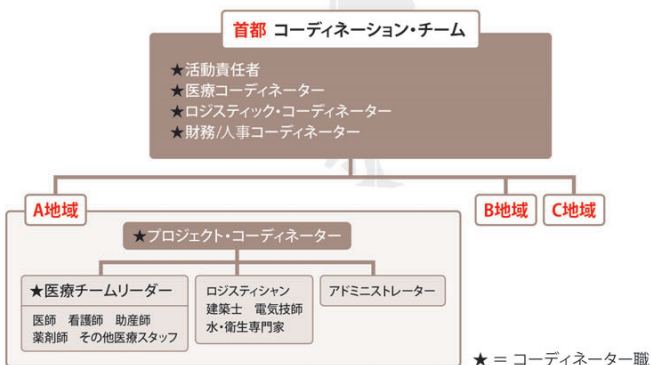 首都 コーディネーション・チーム
★活動責任者
★医療コーディネーター
★ロジスティック・コーディネーター
★財務/人事コーディネーター
A地域
B地域
C地域
★プロジェクト・コーディネーター
★医療チームリーダー
医師 看護師 助産師
薬剤師 その他医療スタッフ
ロジスティシャン
建築士 電気技師
水・衛生専門家
アドミニストレーター
★ = コーディネーター職